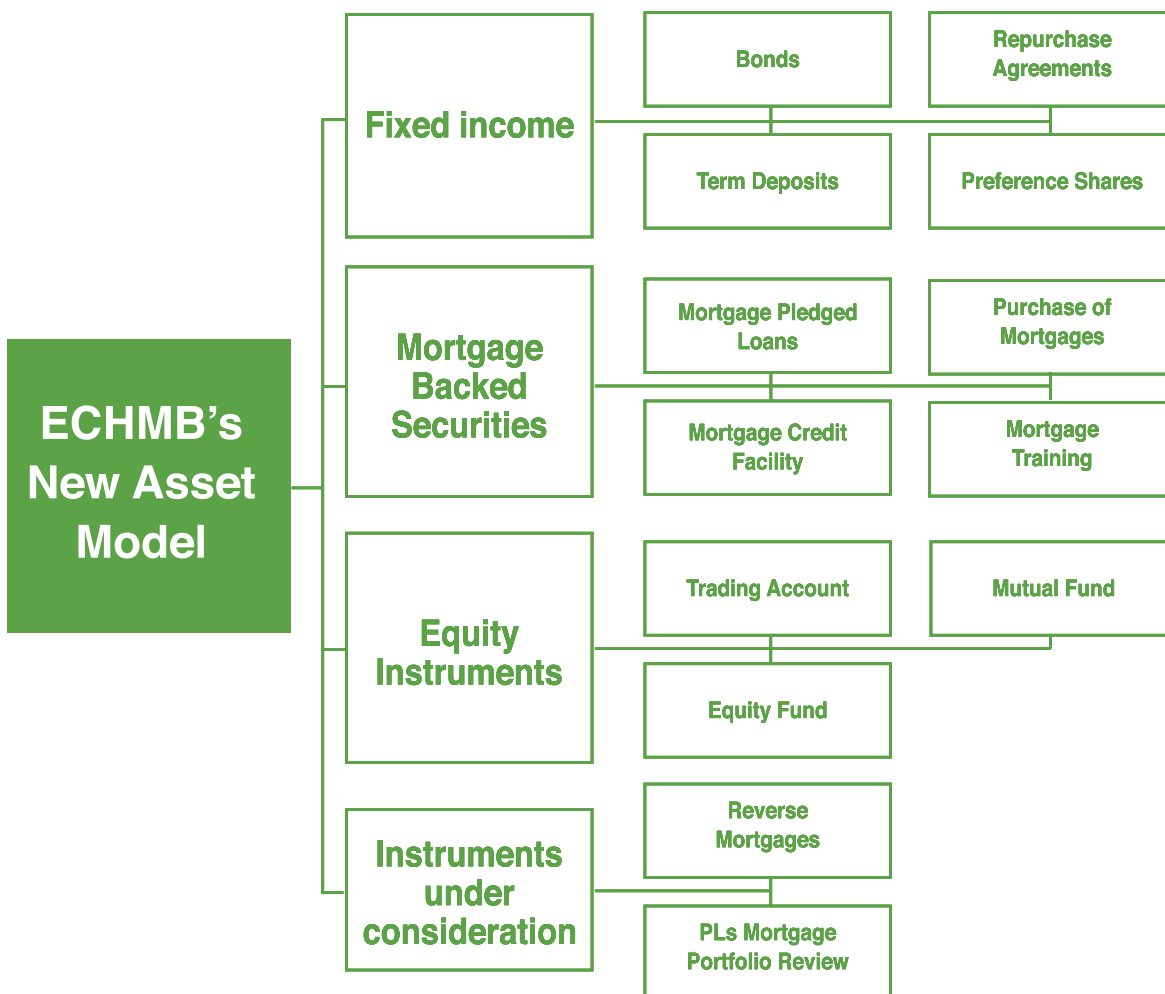 ECHMB's
New Asset
Model
Fixed income
Bonds
Repurchase
Agreements
Term Deposits
Preference Shares
Mortgage
Backed
Securities
Mortgage Pledged
Loans
Purchase of
Mortgages
Mortgage Credit
Facility
Mortgage
Training
Equity
Instruments
Trading Account
Mutual Fund
Equity Fund
Instruments
under
consideration
Reverse
Mortgages
PLs Mortgage
Portfolio Review